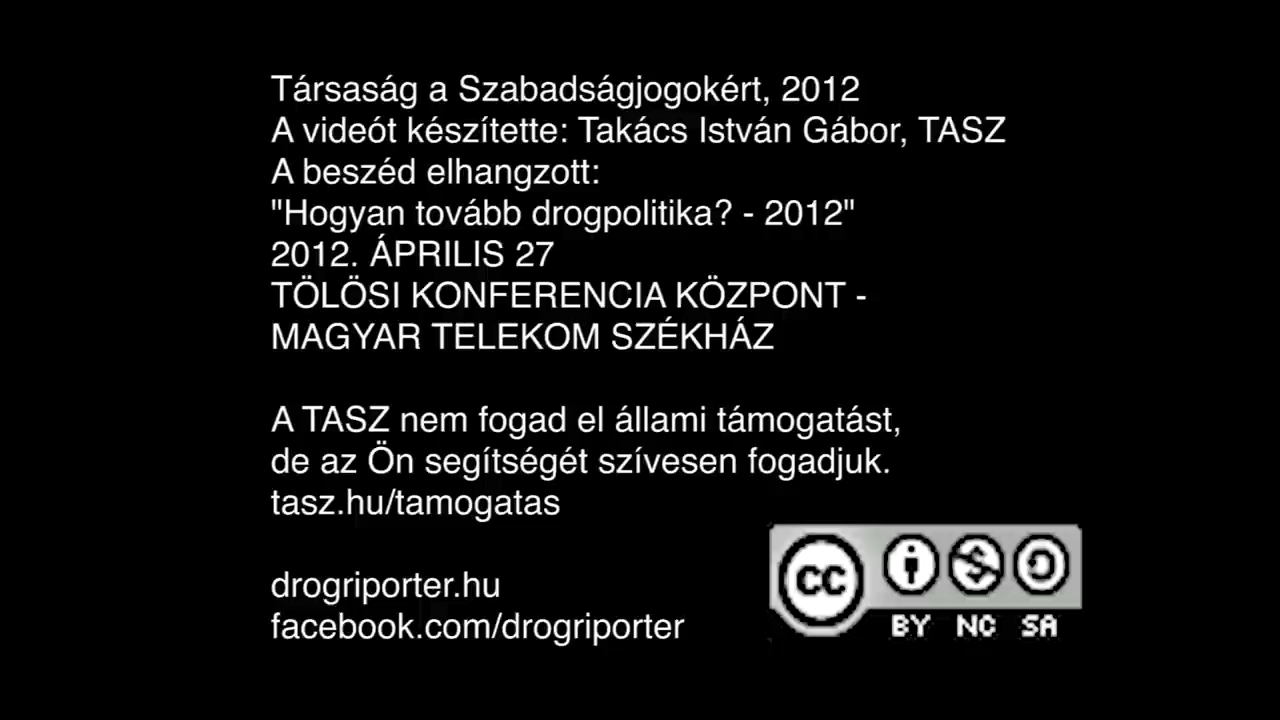 Társaság a Szabadságjogokért, 2012
A videót készítette: Takács István Gábor, TASZ
A beszéd elhangzott:
"Hogyan tovább drogpolitika? - 2012"
2012. ÁPRILIS 27
TÖLÖSI KONFERENCIA KÖZPONT -
MAGYAR TELEKOM SZÉKHÁZ
A TASZ nem fogad el állami támogatást,
de az Ön segítségét szívesen fogadjuk.
tasz.hu/tamogatas
drogriporter.hu
facebook.com/drogriporter
CC
BY NC SA